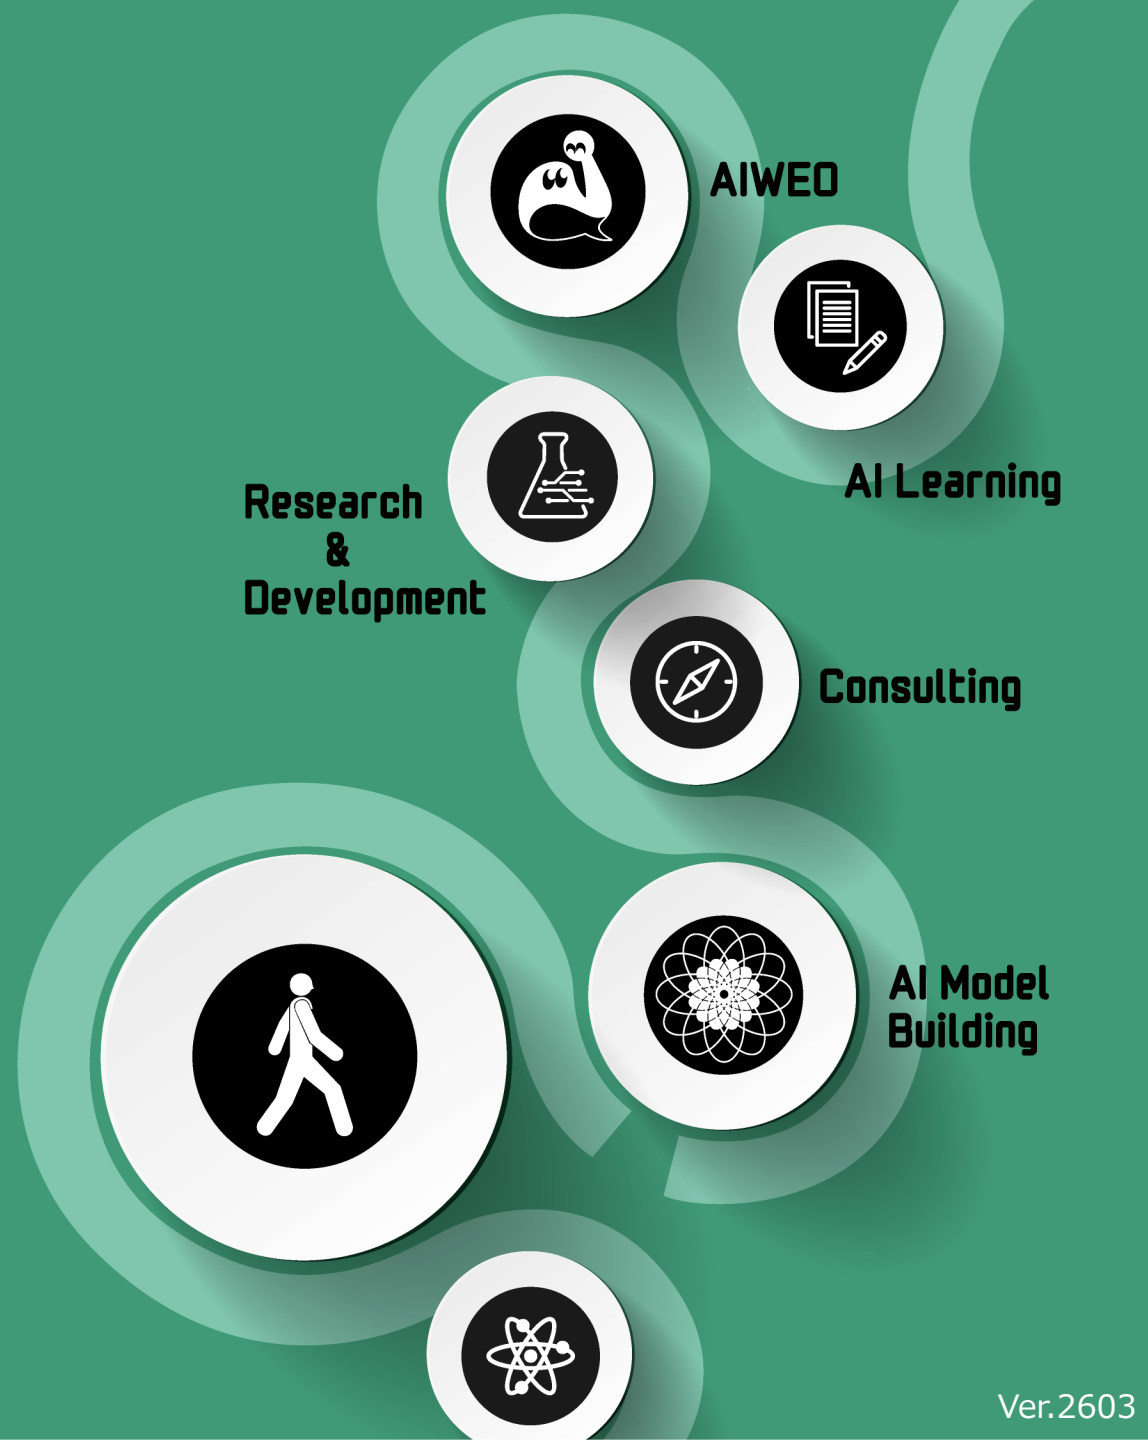 AIWEO
AI Learning
Research
&
Development
Consulting
AI Model
Building
Ver.2603